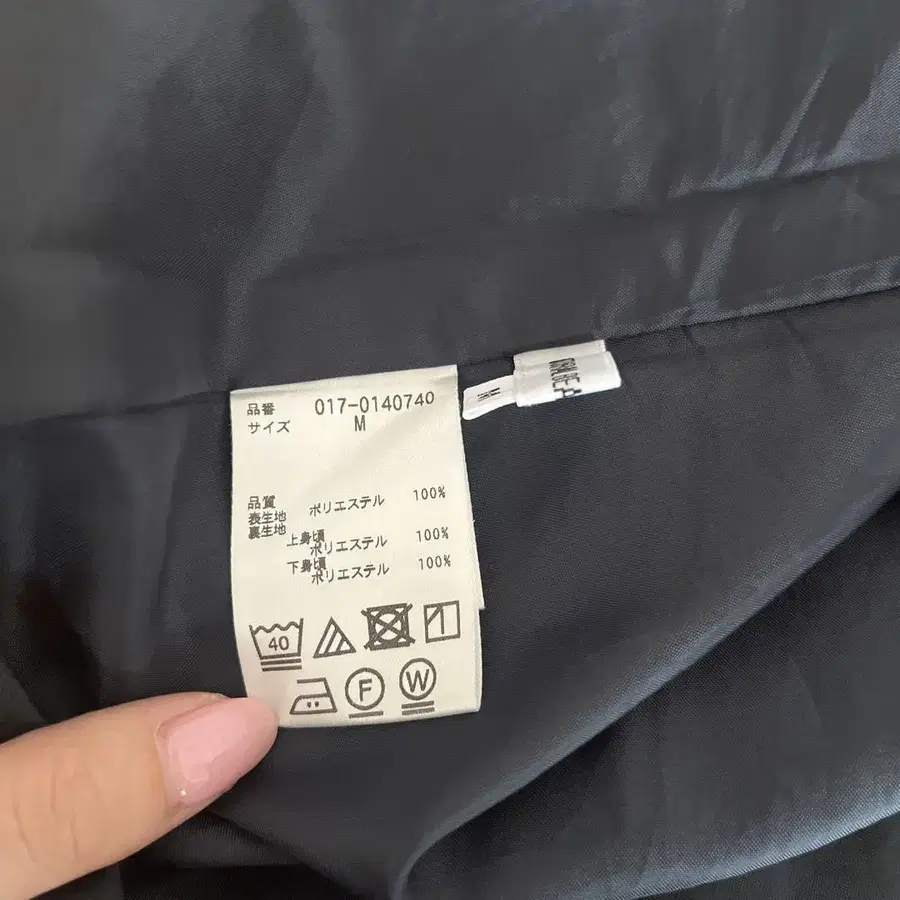 品番 017-0140740
サイズ M
品質
表生地 ポリエステル 100%
裏生地
上身頃
ポリエステル 100%
下身頃
ポリエステル 100%
40
F W
M